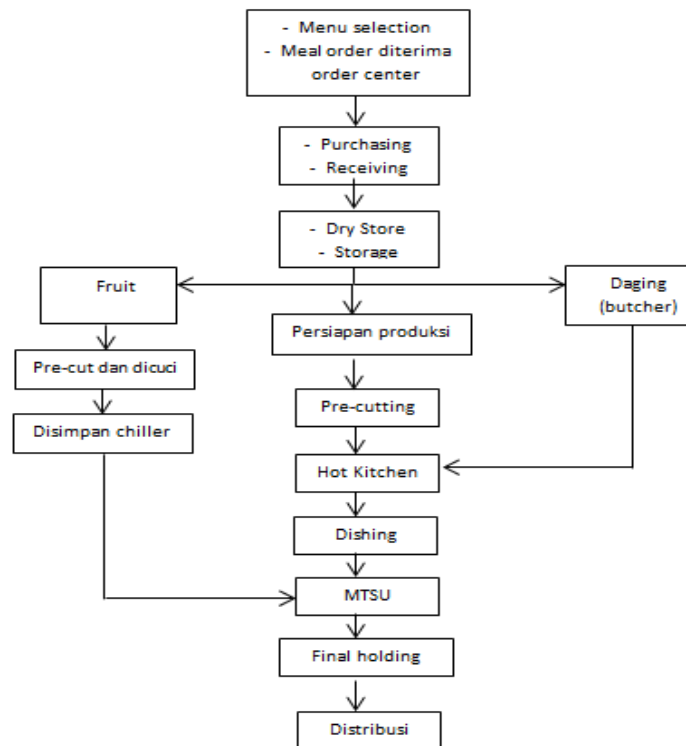 - Menu selection
- Meal order diterima
order center
- Purchasing
- Receiving
- Dry Store
- Storage
Fruit
Daging
(butcher)
Persiapan produksi
Pre-cut dan dicuci
Pre-cutting
Disimpan chiller
Hot Kitchen
Dishing
MTSU
Final holding
Distribusi